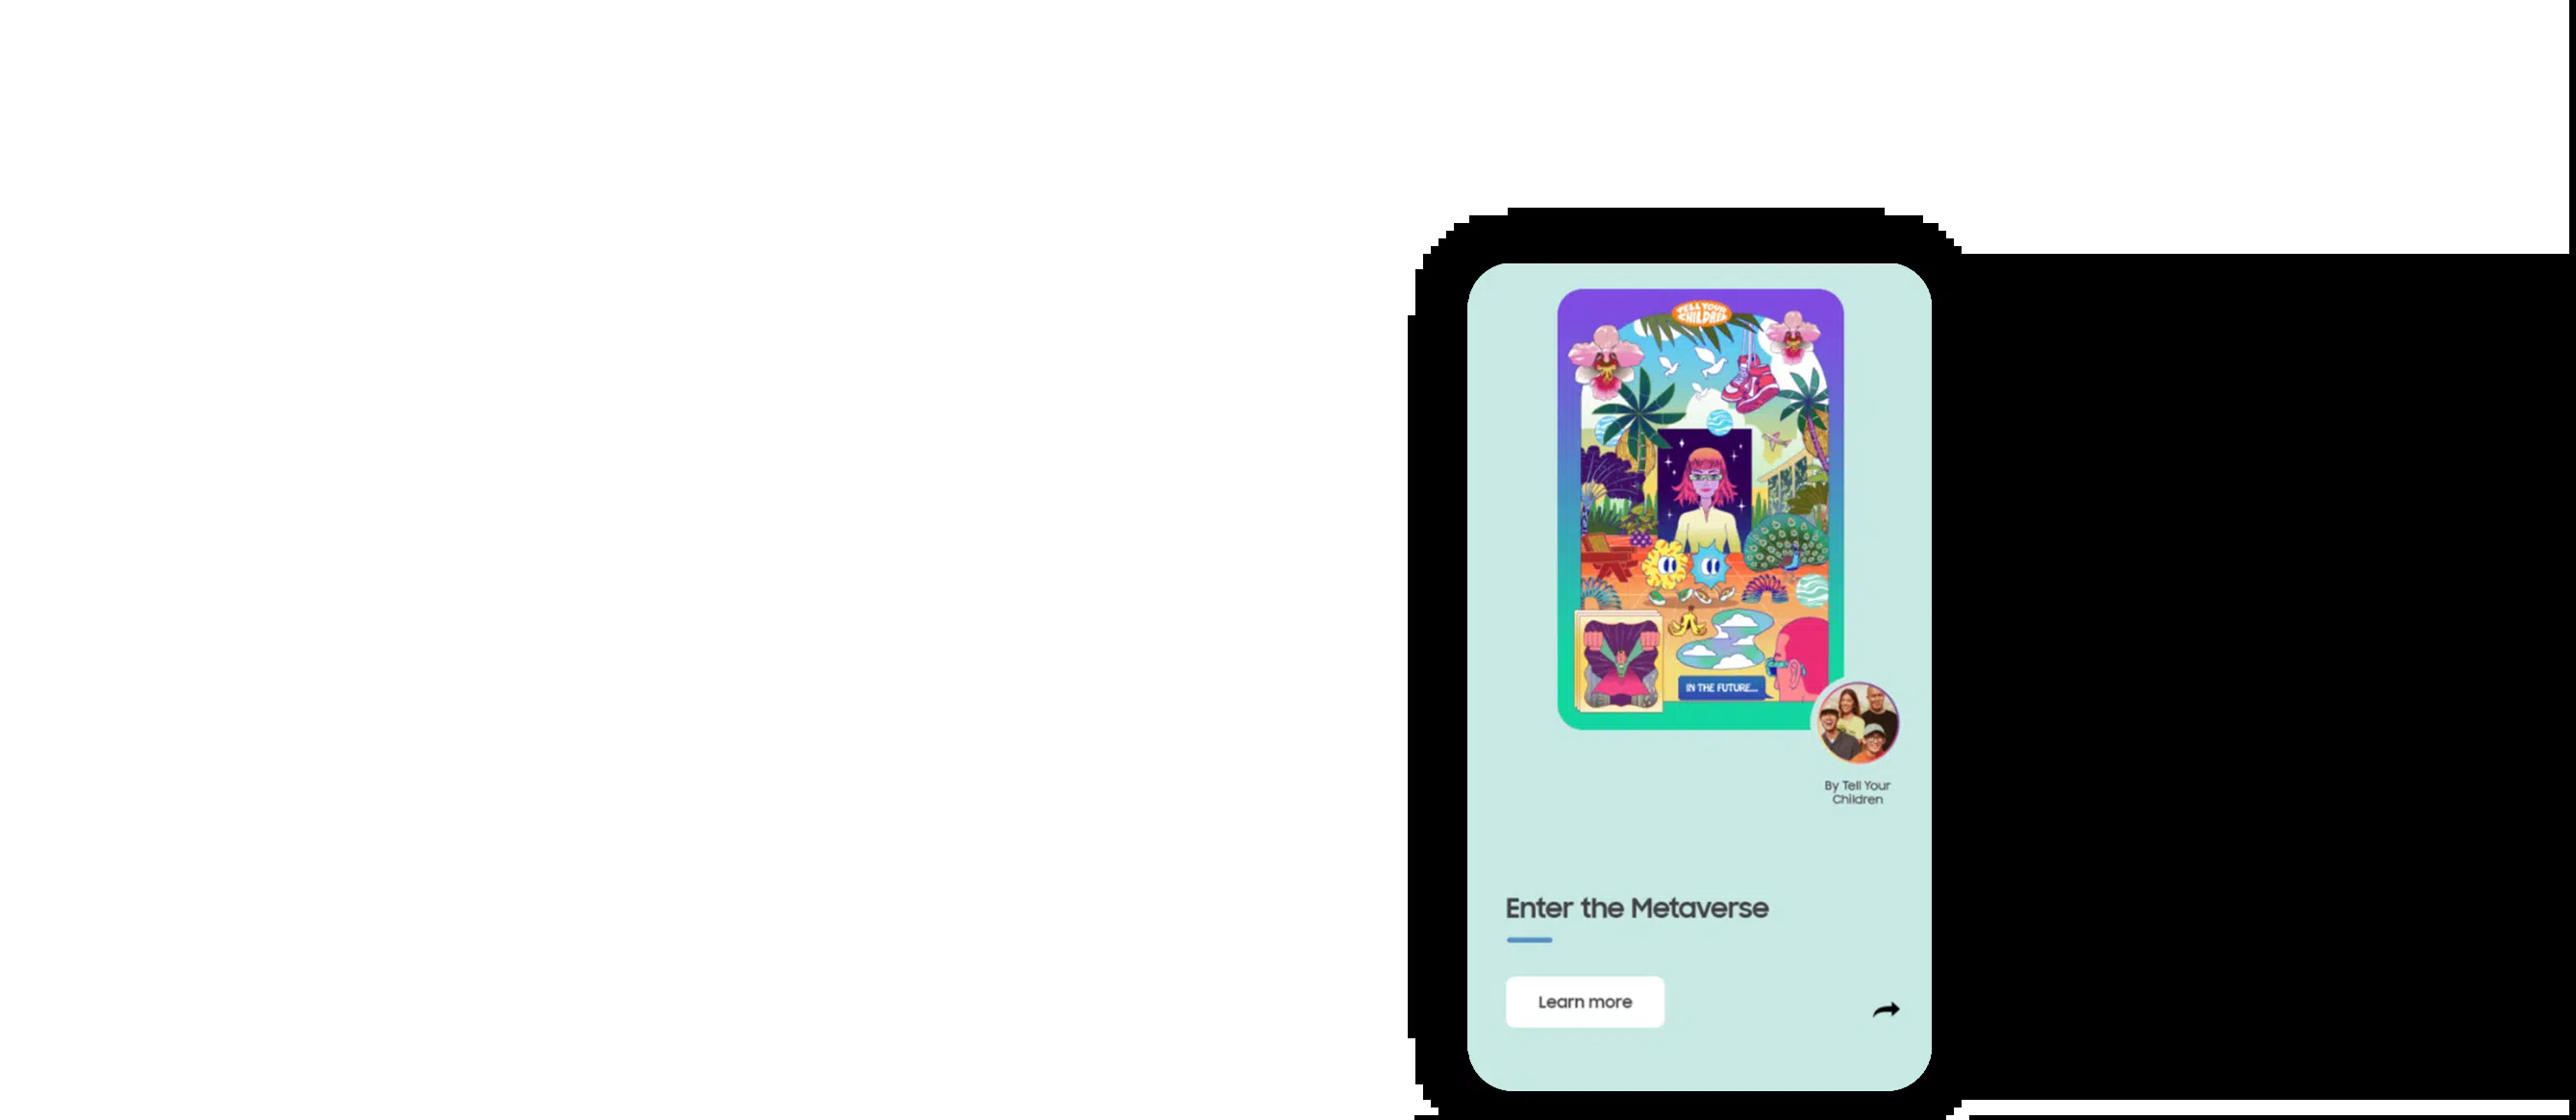 TELL YOUR
CHILDREN
IN THE FUTURE...
By Tell Your
Children
Enter the Metaverse
Learn more